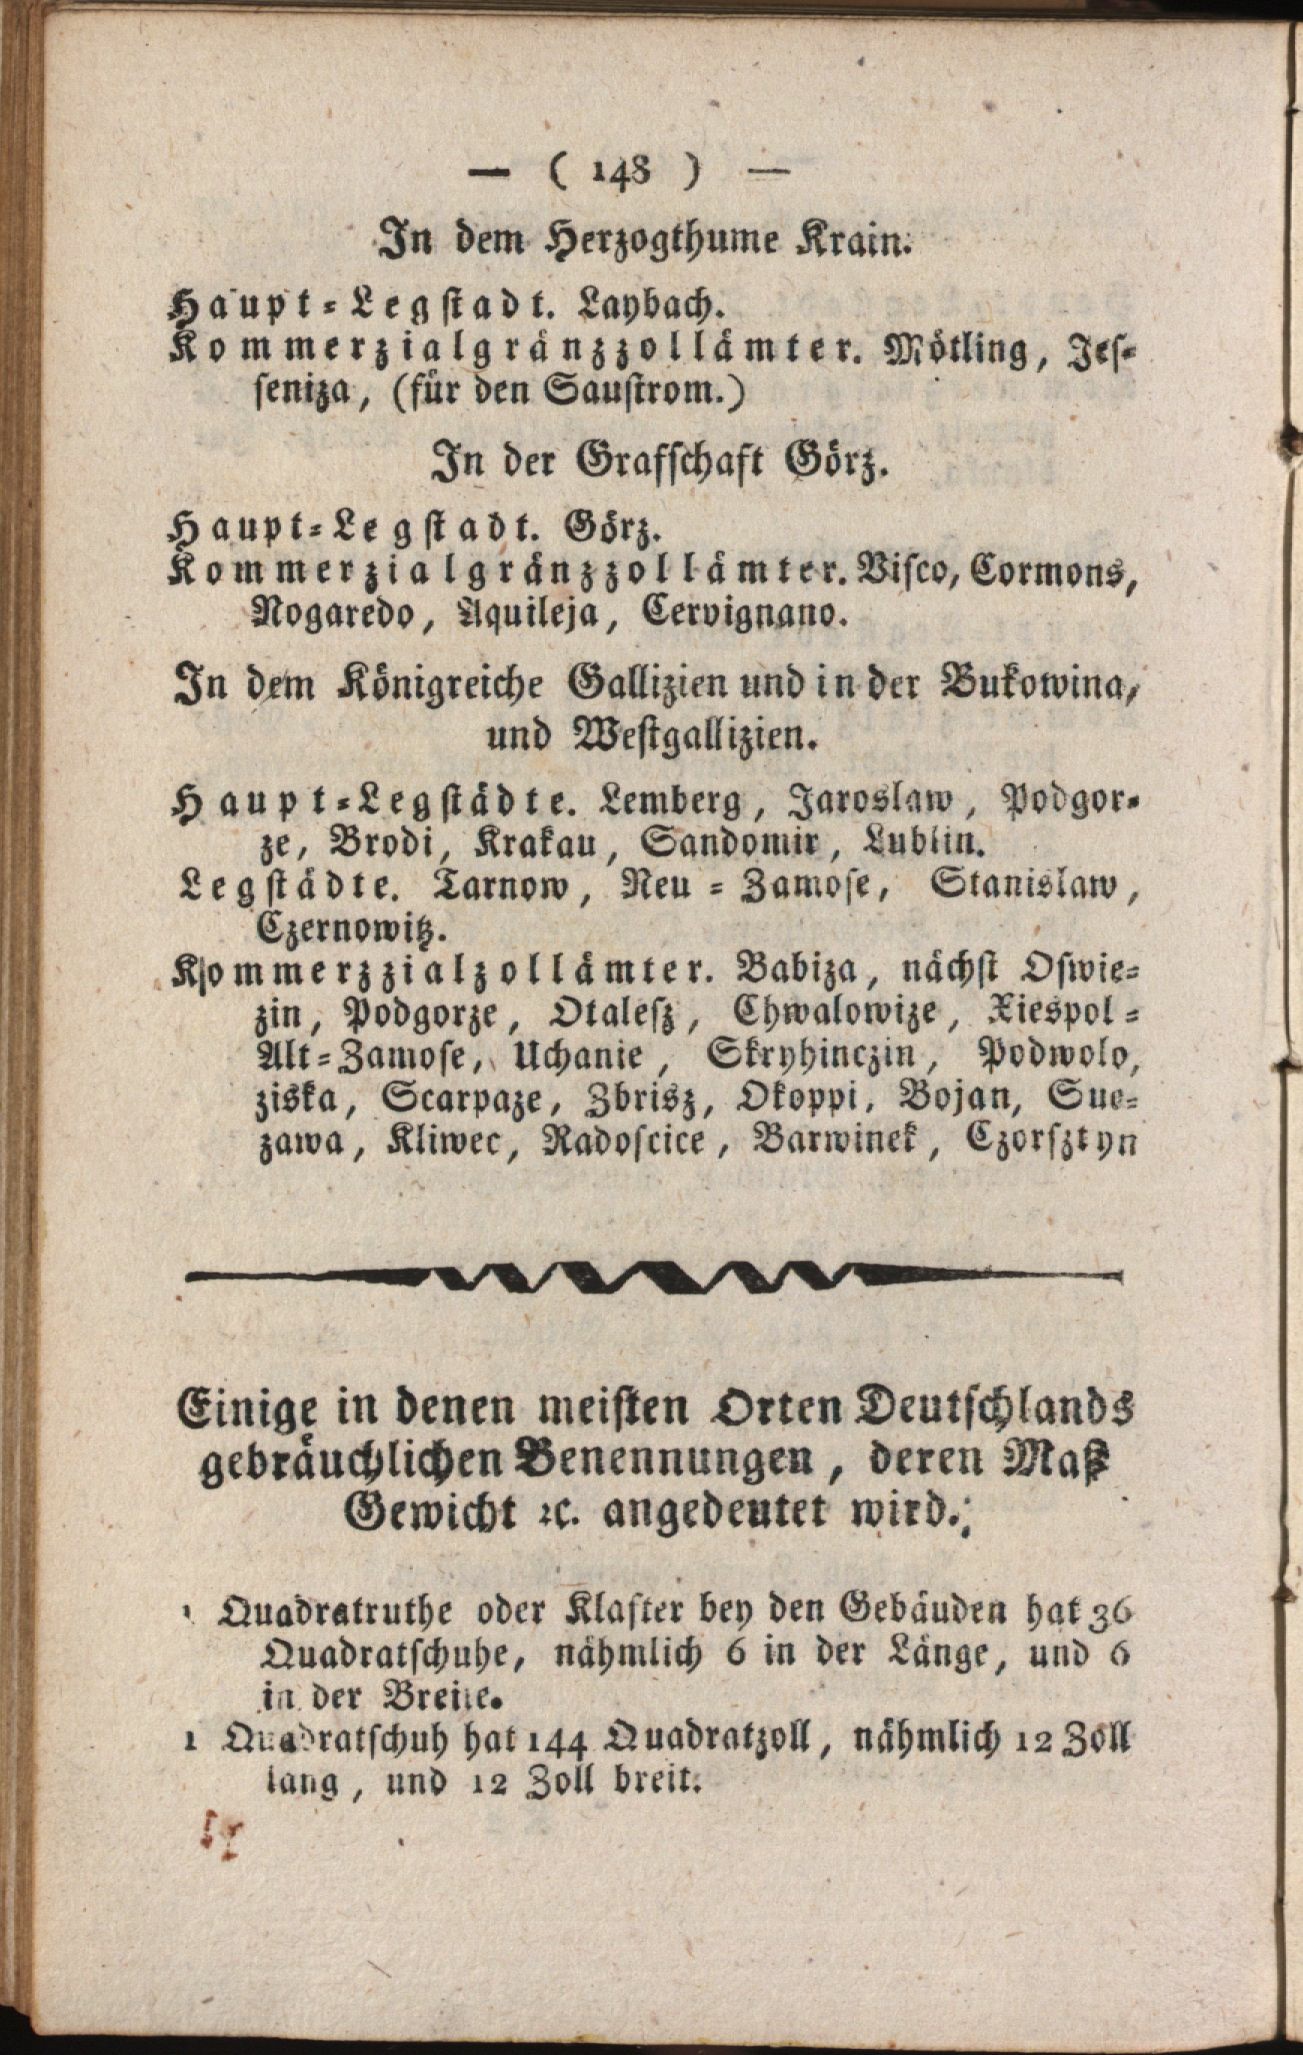 — ( 148 ) —
In dem Herzogthume Krain.
Haupt-Legstadt. Laybach.
Kommerzialgränzzollämter. Mötling, Jes-
seniza, (für den Saustrom.)
In der Grafschaft Görz.
Haupt-Legstadt. Görz.
Kommerzialgränzzollämter. Visco, Cormons,
Nogaredo, Aquileja, Cervignano.
In dem Königreiche Gallizien und in der Bukowina,
und Westgallizien.
Haupt-Legstädte. Lemberg, Jaroslaw, Podgor-
ze, Brodi, Krakau, Sandomir, Lublin.
Legstädte. Tarnow, Neu-Zamose, Stanislaw,
Czernowitz.
Kommerzzialzollämter. Babiza, nächst Oswie-
zin, Podgorze, Otalesz, Chwalowize, Xiespol-
Alt-Zamose, Uchanie, Skryhinczin, Podwolo,
ziska, Scarpaze, Zbrisz, Okoppi, Bojan, Suc-
zawa, Kliwec, Radoscice, Barwinek, Czorsztyn
Einige in denen meisten Orten Deutschlands
gebräuchlichen Benennungen, deren Maß
Gewicht ꝛc. angedeutet wird.
1 Quadratruthe oder Klafter bey den Gebäuden hat 36
Quadratschuhe, nähmlich 6 in der Länge, und 6
in der Breite.
1 Quadratschuh hat 144 Quadratzoll, nähmlich 12 Zoll
lang, und 12 Zoll breit.